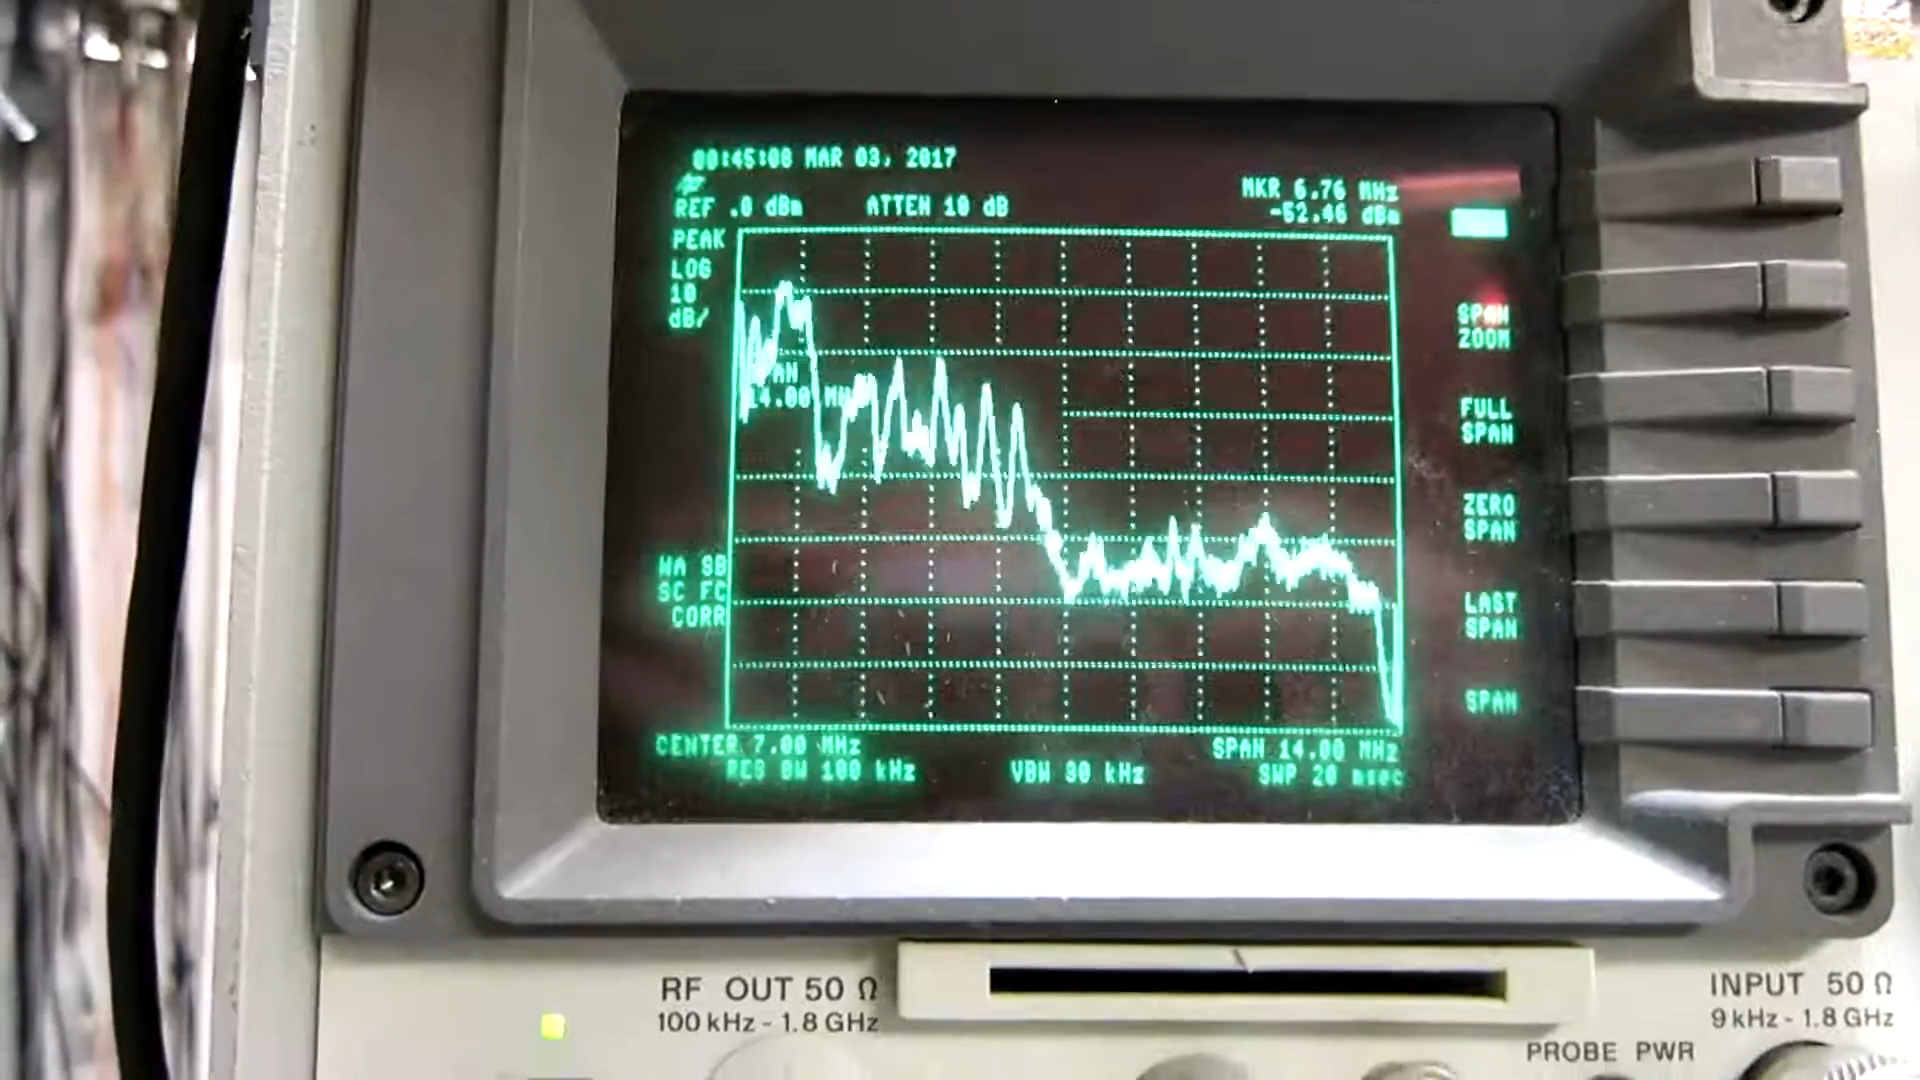 00:45:08 MAR 03, 2017
MKR 6.76 MHz
REF .0 dBm ATTEN 10 dB -52.46 dBm
PEAK
LOG
10
dB/
SPAN
ZOOM
14.00 MHz
FULL
SPAN
ZERO
SPAN
WA SB
SC FC
CORR
LAST
SPAN
SPAN
CENTER 7.00 MHz SPAN 14.00 MHz
RES BW 100 kHz VBW 30 kHz SWP 20 msec
RF OUT 50 Ω
100 kHz - 1.8 GHz
INPUT 50 Ω
9 kHz - 1.8 GHz
PROBE PWR